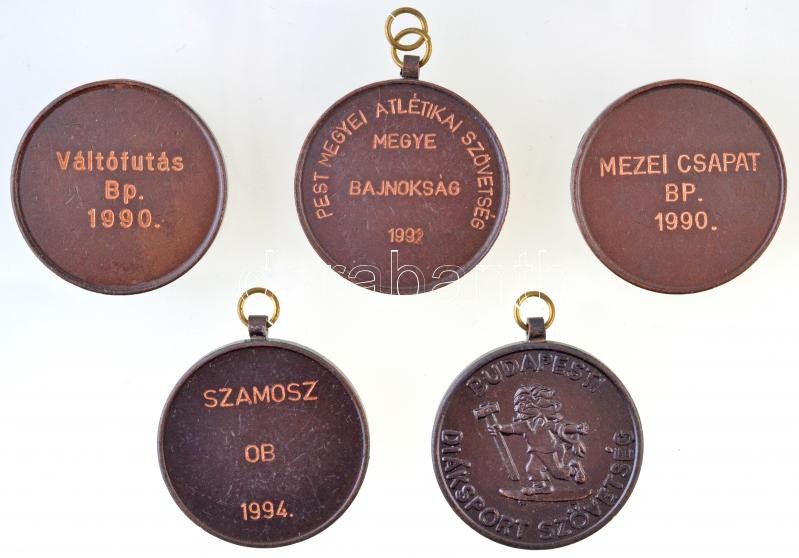 Váltófutás
Bp.
1990.
PEST MEGYEI ATLÉTIKAI SZÖVETSÉG
MEGYE
BAJNOKSÁG
1992
MEZEI CSAPAT
BP.
1990.
darabanth
SZAMOSZ
OB
1994.
BUDAPESTI
DIÁKSPORT SZÖVETSÉG